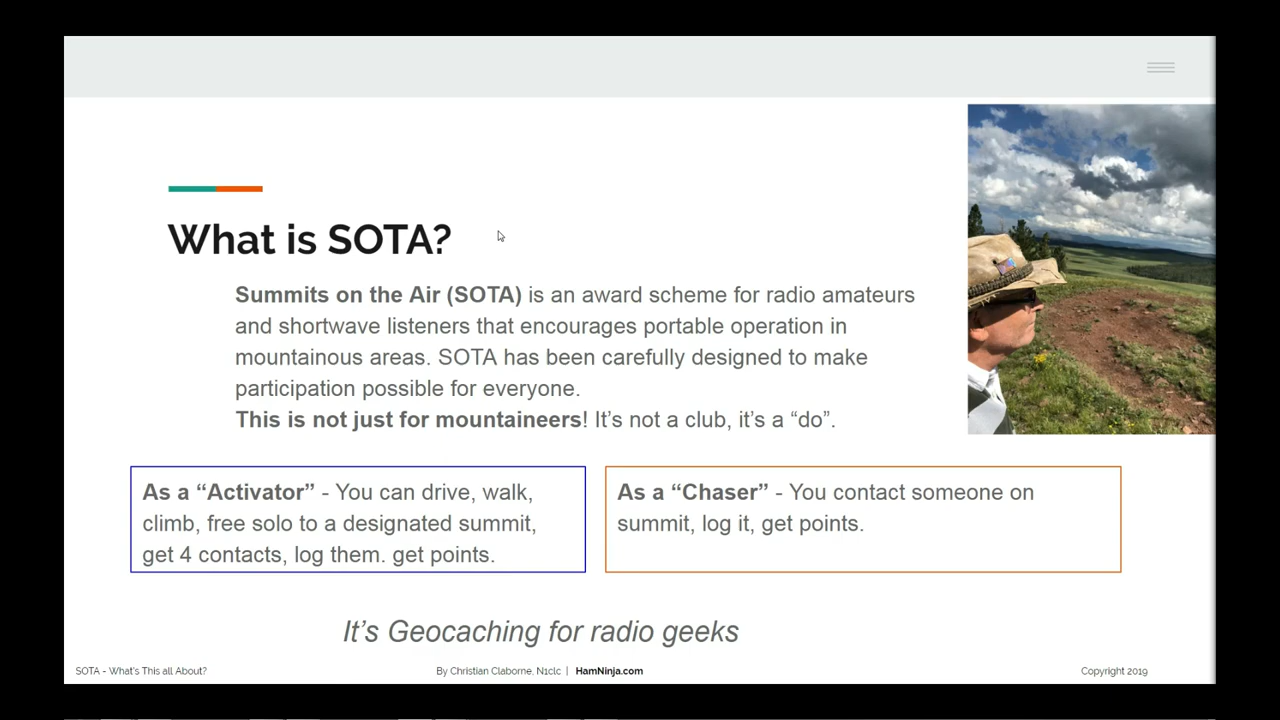 What is SOTA?
Summits on the Air (SOTA) is an award scheme for radio amateurs
and shortwave listeners that encourages portable operation in
mountainous areas. SOTA has been carefully designed to make
participation possible for everyone.
This is not just for mountaineers! It’s not a club, it’s a “do”.
As a “Activator” - You can drive, walk,
climb, free solo to a designated summit,
get 4 contacts, log them. get points.
As a “Chaser” - You contact someone on
summit, log it, get points.
It’s Geocaching for radio geeks
SOTA - What's This all About?
By Christian Claborne, N1clc | HamNinja.com
Copyright 2019